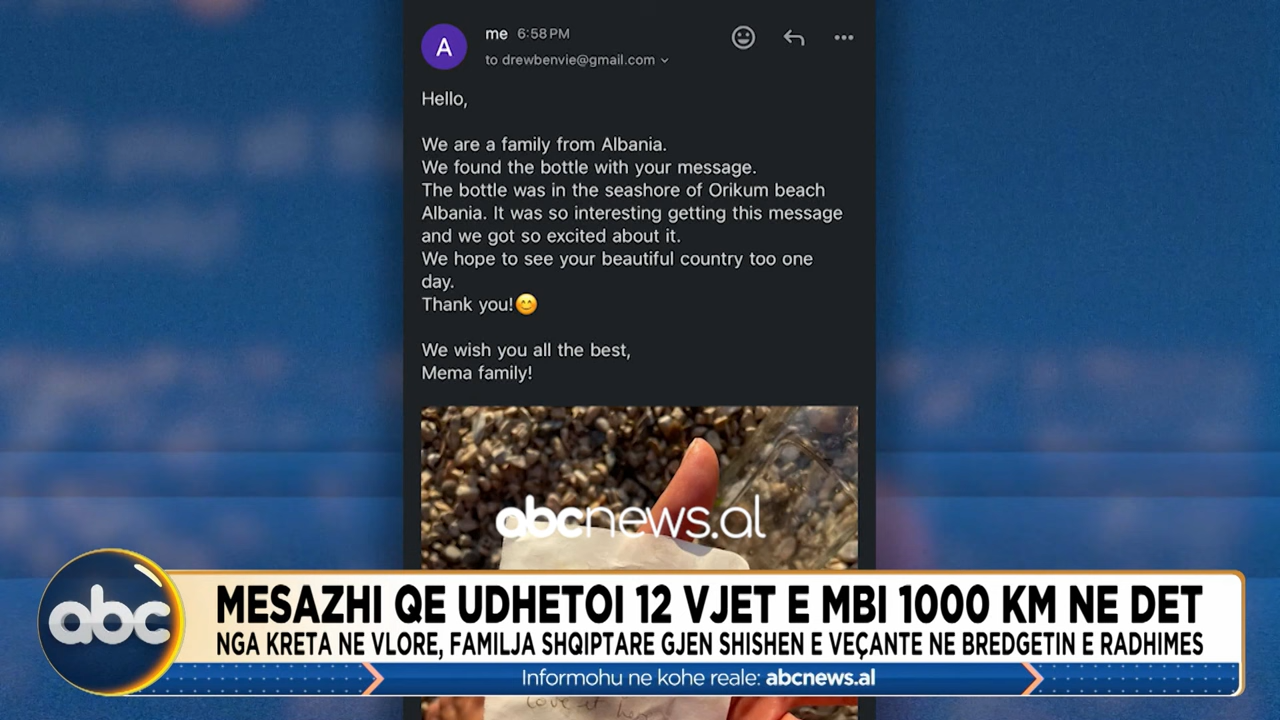 A
me 6:58 PM
to drewbenvie@gmail.com
Hello,
We are a family from Albania.
We found the bottle with your message.
The bottle was in the seashore of Orikum beach
Albania. It was so interesting getting this message
and we got so excited about it.
We hope to see your beautiful country too one
day.
Thank you!😊
We wish you all the best,
Mema family!
abcnews.al
abc
MESAZHI QE UDHETOI 12 VJET E MBI 1000 KM NE DET
NGA KRETA NE VLORE, FAMILJA SHQIPTARE GJEN SHISHEN E VEÇANTE NE BREDGETIN E RADHIMES
Informohu ne kohe reale: abcnews.al